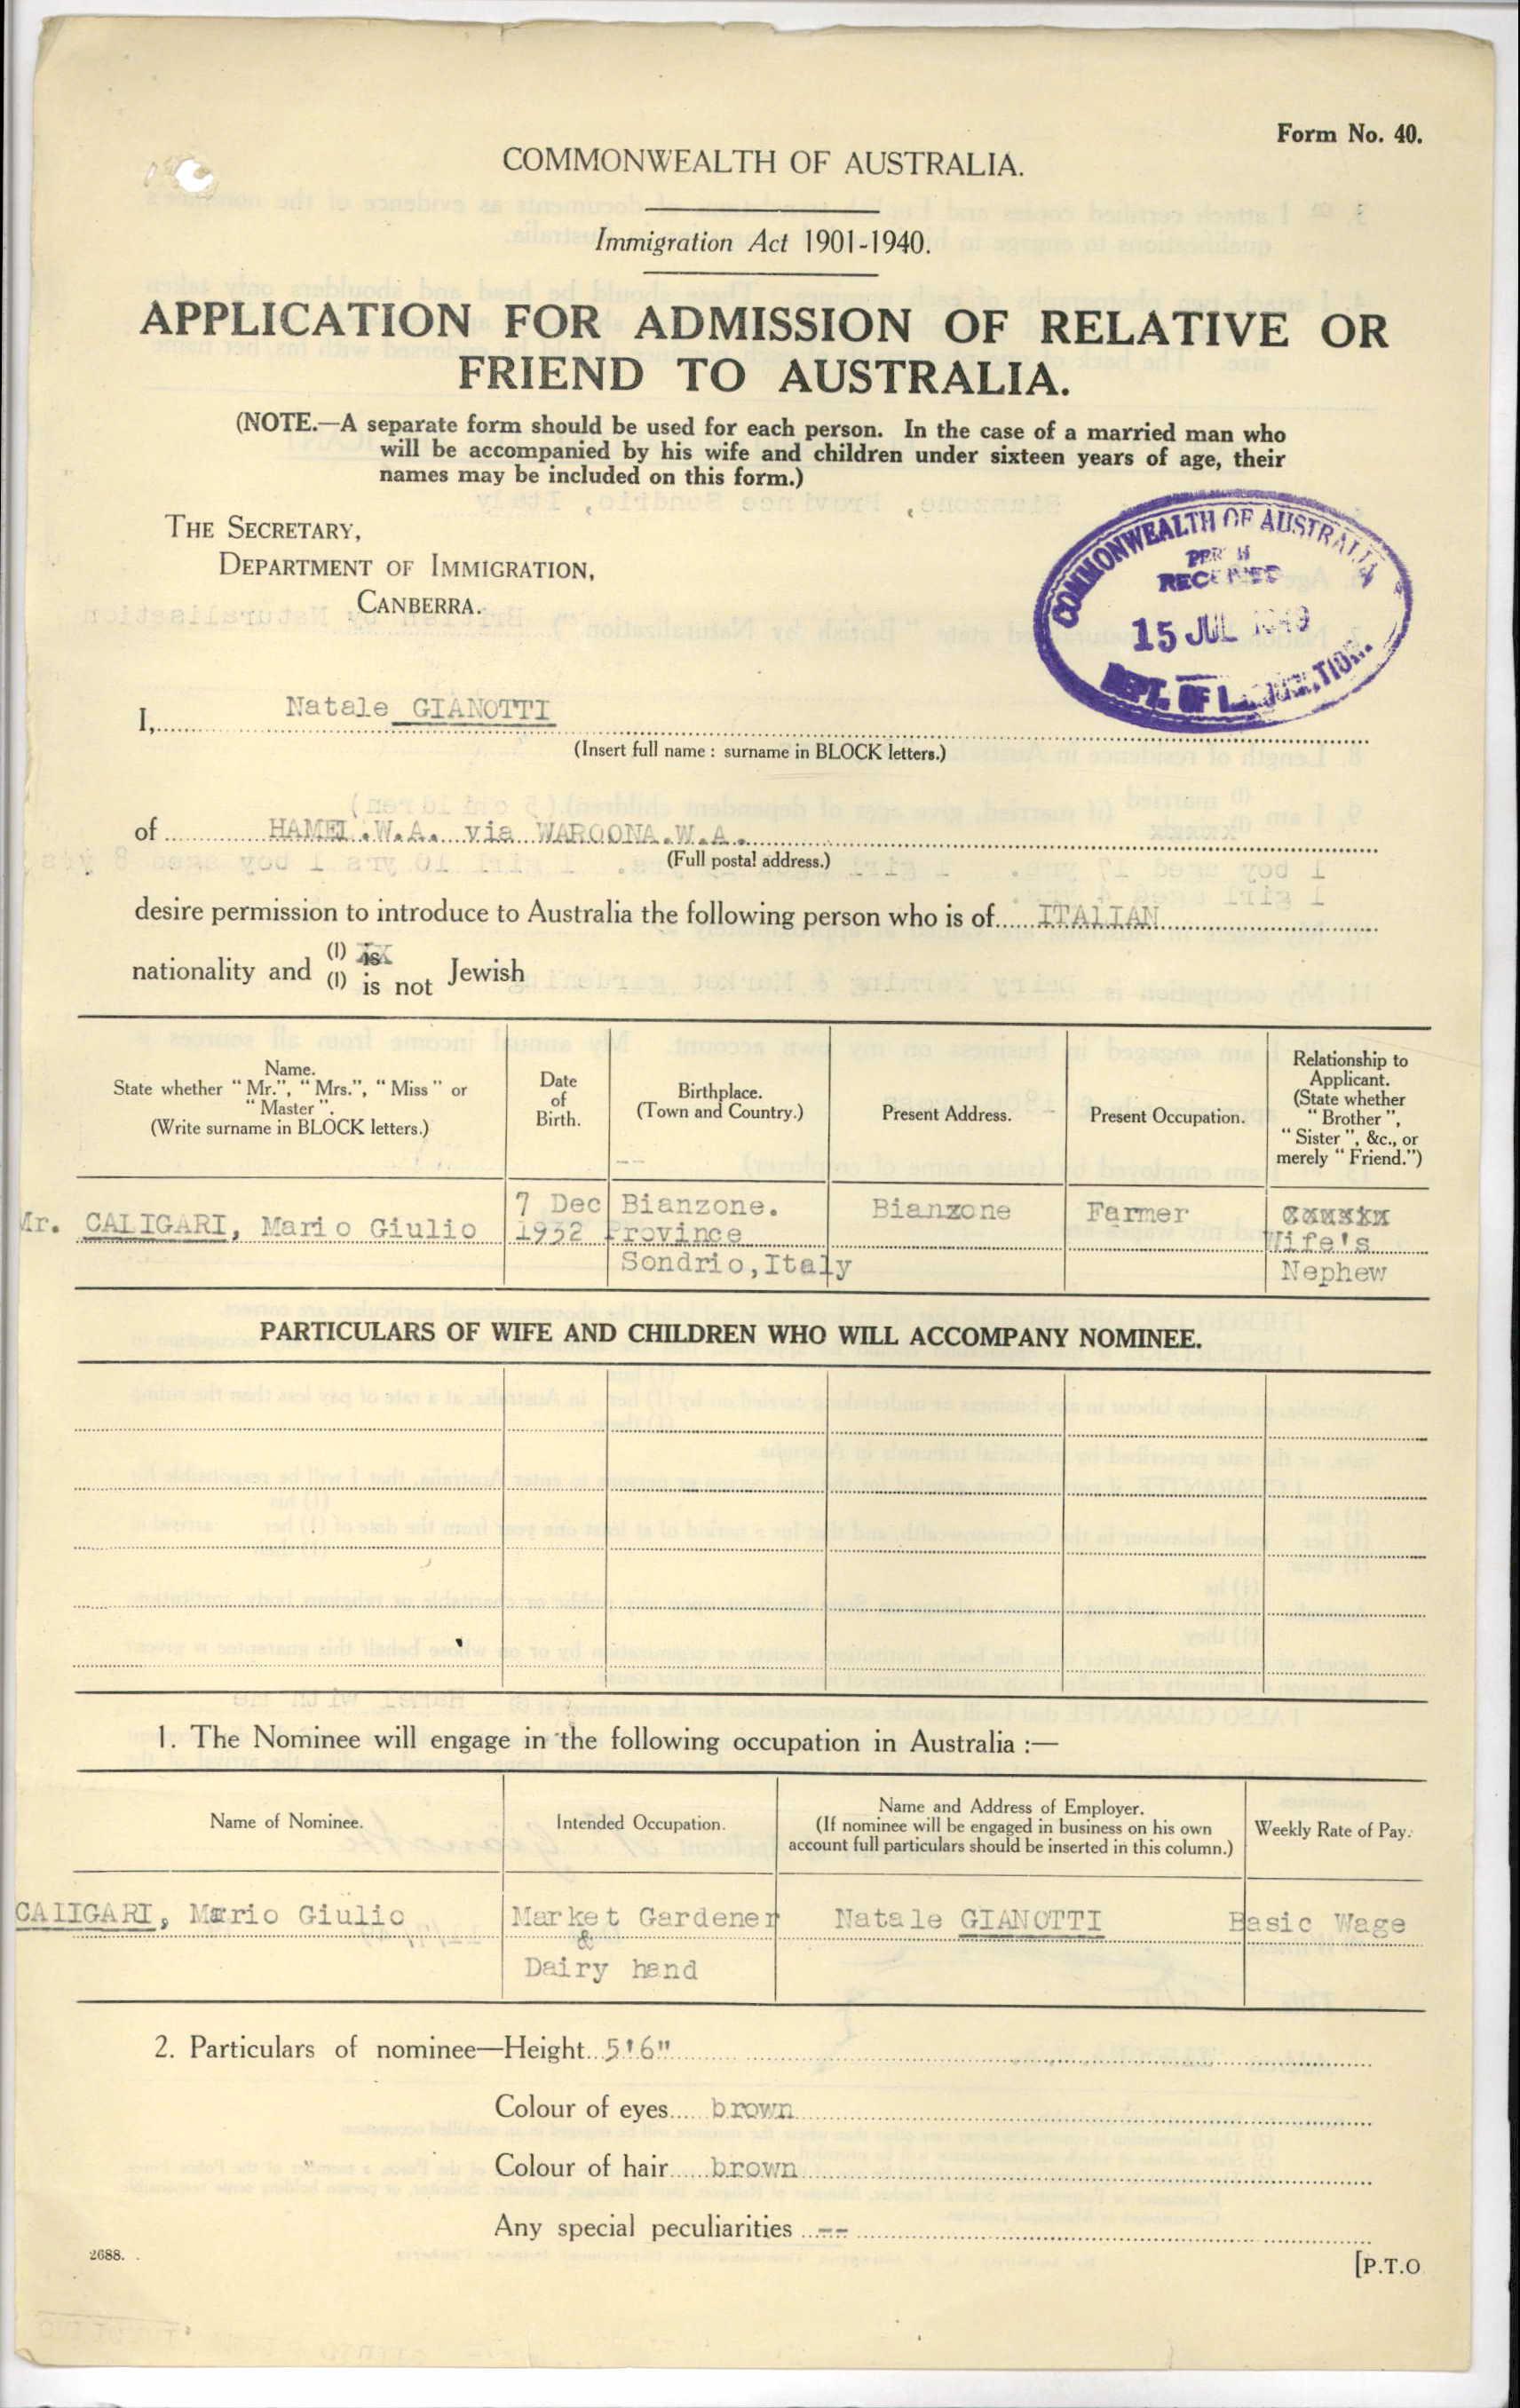 Form No. 40.
COMMONWEALTH OF AUSTRALIA.
Immigration Act 1901-1940.
APPLICATION FOR ADMISSION OF RELATIVE OR
FRIEND TO AUSTRALIA.
(NOTE.—A separate form should be used for each person. In the case of a married man who
will be accompanied by his wife and children under sixteen years of age, their
names may be included on this form.)
THE SECRETARY,
DEPARTMENT OF IMMIGRATION,
CANBERRA.
COMMONWEALTH OF AUSTRALIA
PERTH
RECEIVED
15 JUL 1949
DEPT. OF IMMIGRATION.
I, Natale GIANOTTI
(Insert full name : surname in BLOCK letters.)
of HAMEL.W.A. via WAROONA.W.A.
(Full postal address.)
desire permission to introduce to Australia the following person who is of ITALIAN
nationality and (1) is
(1) is not Jewish
Name.
State whether "Mr.", "Mrs.", "Miss" or
"Master".
(Write surname in BLOCK letters.)
Date
of
Birth.
Birthplace.
(Town and Country.)
Present Address.
Present Occupation.
Relationship to
Applicant.
(State whether
"Brother",
"Sister", &c., or
merely "Friend.")
Mr. CALIGARI, Mario Giulio
7 Dec
1932
Bianzone.
Province
Sondrio, Italy
Bianzone
Farmer
Wife's
Nephew
PARTICULARS OF WIFE AND CHILDREN WHO WILL ACCOMPANY NOMINEE.
1. The Nominee will engage in the following occupation in Australia :—
Name of Nominee.
Intended Occupation.
Name and Address of Employer.
(If nominee will be engaged in business on his own
account full particulars should be inserted in this column.)
Weekly Rate of Pay.
CALIGARI, Mario Giulio
Market Gardener
&
Dairy hand
Natale GIANOTTI
Basic Wage
2. Particulars of nominee—Height 5'6"
Colour of eyes brown
Colour of hair brown
Any special peculiarities --
2688.
[P.T.O